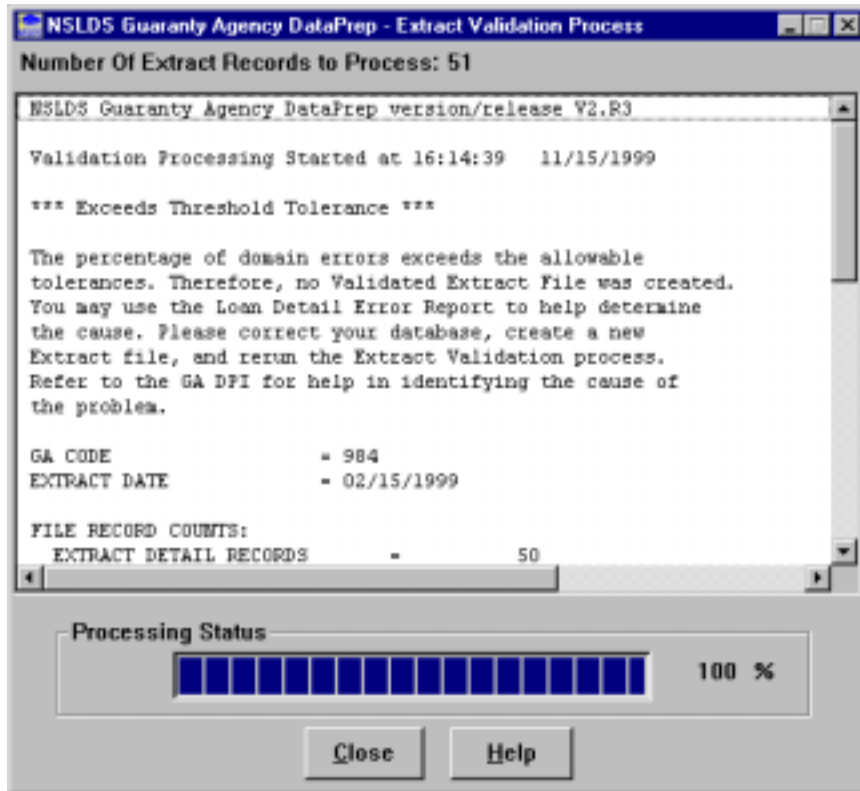 NSLDS Guaranty Agency DataPrep - Extract Validation Process
Number Of Extract Records to Process: 51
NSLDS Guaranty Agency DataPrep version/release V2.R3
Validation Processing Started at 16:14:39 11/15/1999
*** Exceeds Threshold Tolerance ***
The percentage of domain errors exceeds the allowable
tolerances. Therefore, no Validated Extract File was created.
You may use the Loan Detail Error Report to help determine
the cause. Please correct your database, create a new
Extract file, and rerun the Extract Validation process.
Refer to the GA DPI for help in identifying the cause of
the problem.
GA CODE = 984
EXTRACT DATE = 02/15/1999
FILE RECORD COUNTS:
EXTRACT DETAIL RECORDS = 50
Processing Status
100 %
Close Help